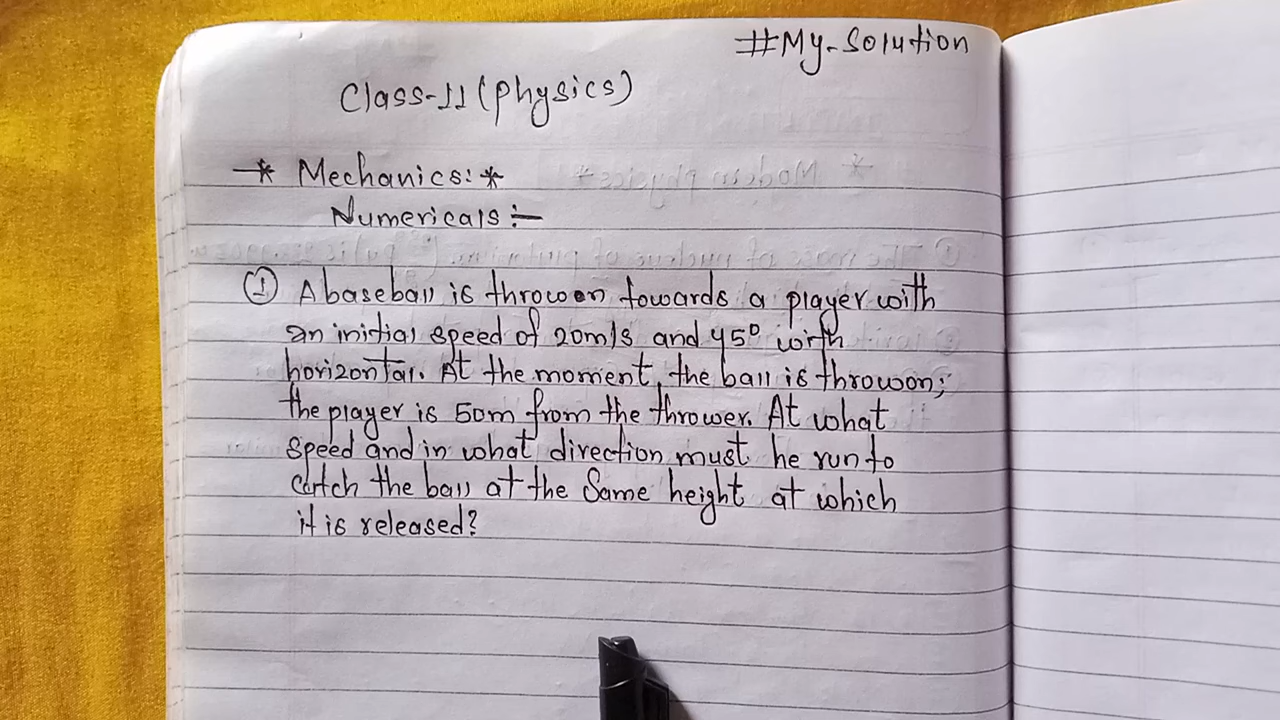 #My-Solution
Class-11 (physics)
* Mechanics: *
Numericals :-
① A baseball is throwen towards a player with
an initial speed of 20m/s and 45° with
horizontal. At the moment, the ball is throwon;
the player is 50m from the thrower. At what
speed and in what direction must he run to
catch the ball at the same height at which
it is released?